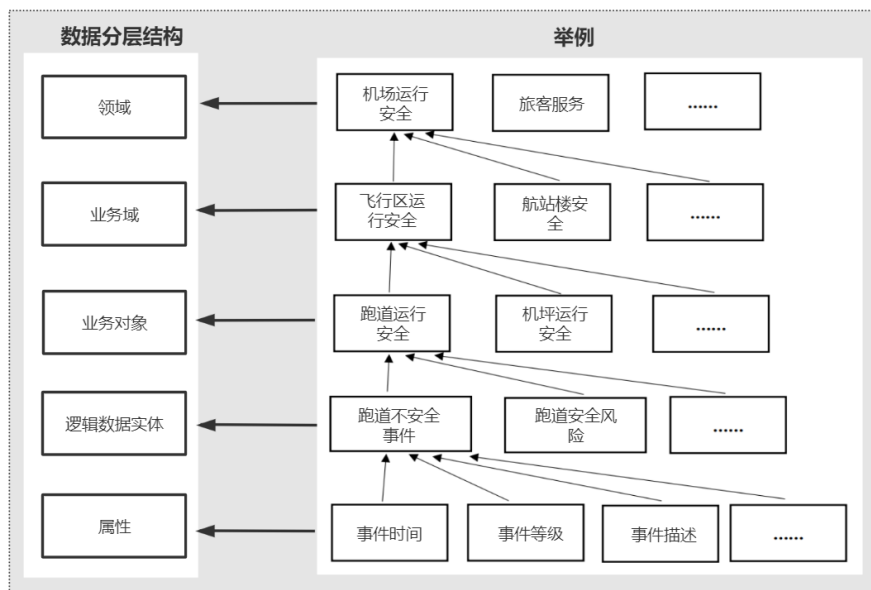 数据分层结构
举例
领域
机场运行
安全
旅客服务
......
业务域
飞行区运
行安全
航站楼安
全
......
业务对象
跑道运行
安全
机坪运行
安全
......
逻辑数据实体
跑道不安全
事件
跑道安全风
险
......
属性
事件时间
事件等级
事件描述
......